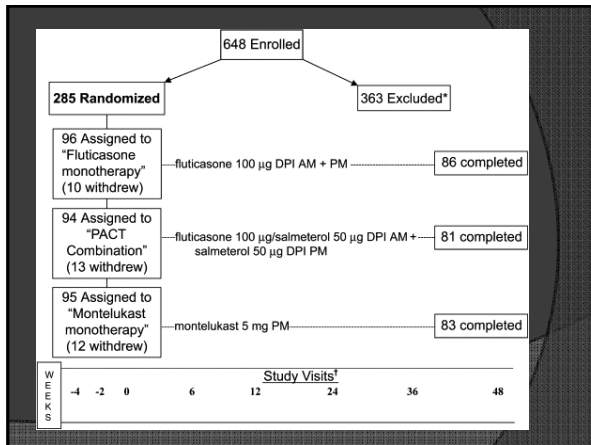 648 Enrolled
285 Randomized
363 Excluded*
96 Assigned to
“Fluticasone
monotherapy”
(10 withdrew)
fluticasone 100 µg DPI AM + PM
86 completed
94 Assigned to
“PACT
Combination”
(13 withdrew)
fluticasone 100 µg/salmeterol 50 µg DPI AM +
salmeterol 50 µg DPI PM
81 completed
95 Assigned to
“Montelukast
monotherapy”
(12 withdrew)
montelukast 5 mg PM
83 completed
WEEKS
Study Visits†
-4 -2 0 6 12 24 36 48